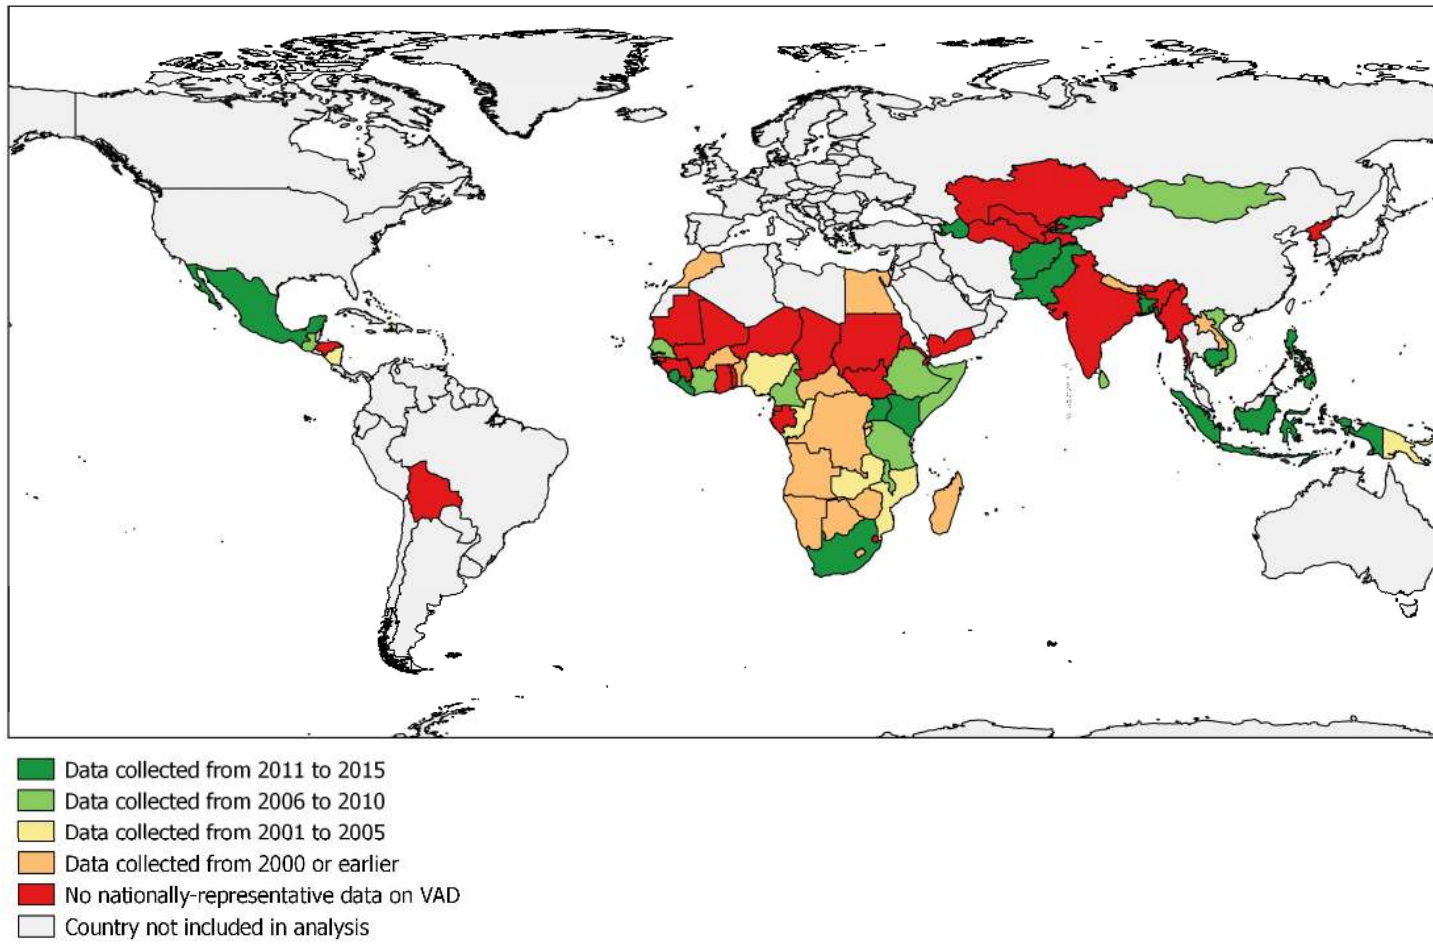 Data collected from 2011 to 2015
Data collected from 2006 to 2010
Data collected from 2001 to 2005
Data collected from 2000 or earlier
No nationally-representative data on VAD
Country not included in analysis